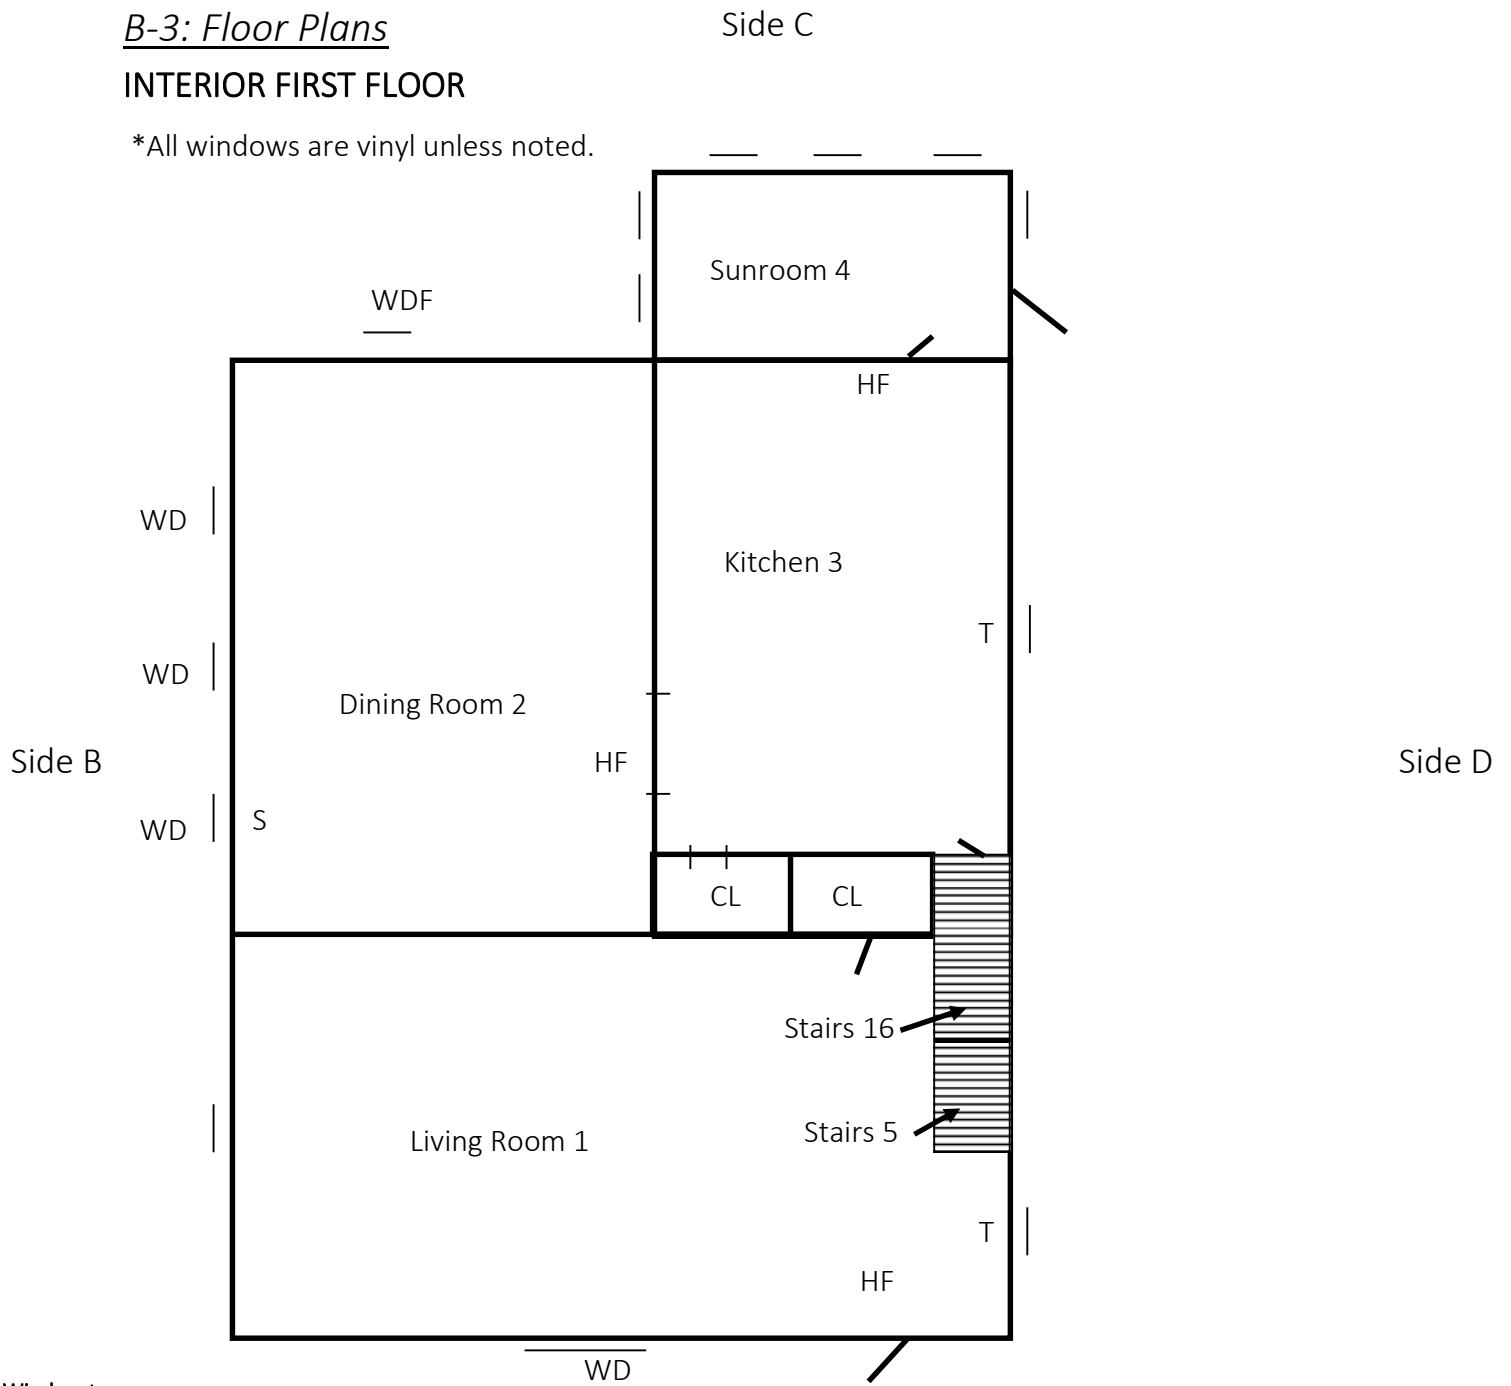 B-3: Floor Plans
Side C
INTERIOR FIRST FLOOR
*All windows are vinyl unless noted.
Sunroom 4
WDF
HF
WD
Kitchen 3
T
WD
Dining Room 2
Side B
HF
Side D
WD
S
CL
CL
Stairs 16
Stairs 5
Living Room 1
T
HF
WD